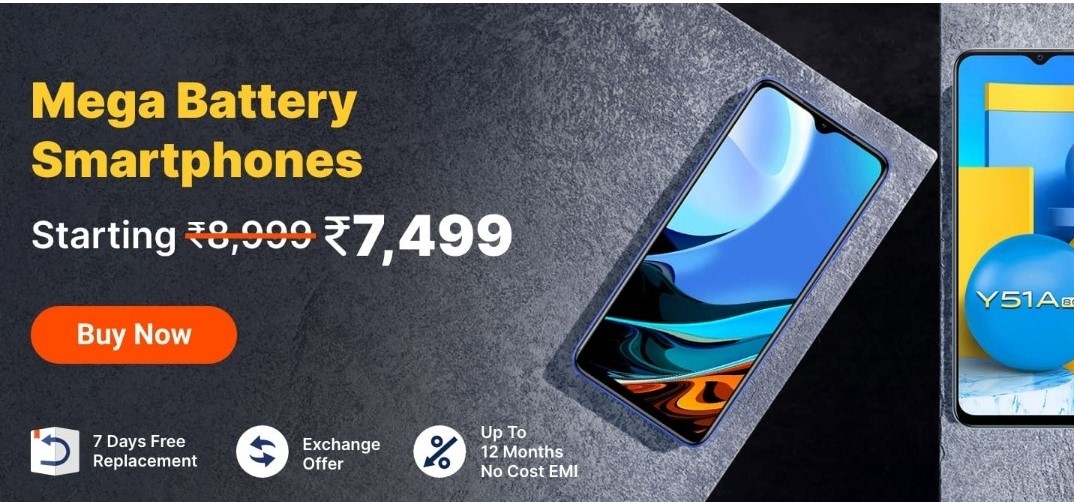 Mega Battery
Smartphones
Starting ₹8,999 ₹7,499
Buy Now
7 Days Free
Replacement
Exchange
Offer
Up To
12 Months
No Cost EMI
Y51A